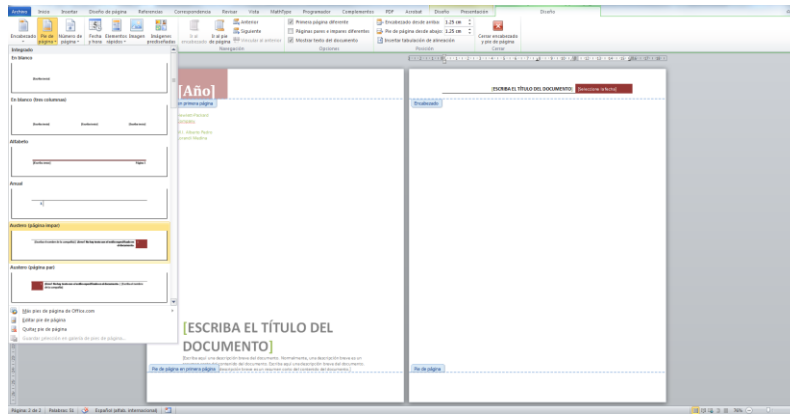 Archivo Inicio Insertar Diseño de página Referencias Correspondencia Revisar Vista MathType Programador Complementos PDF Acrobat Diseño Presentación Diseño
Encabezado Pie de página Número de página Fecha y hora Elementos rápidos Imagen Imágenes prediseñadas Ir al encabezado Ir al pie de página
Anterior
Siguiente
Vincular al anterior
Primera página diferente
Páginas pares e impares diferentes
Mostrar texto del documento
Encabezado desde arriba: 1.25 cm
Pie de página desde abajo: 1.25 cm
Insertar tabulación de alineación
Cerrar encabezado y pie de página
Navegación Opciones Posición Cerrar
Integrado
En blanco
En blanco (tres columnas)
Alfabeto
Página 1
Anual
Austero (página impar)
Austero (página par)
Más pies de página de Office.com
Editar pie de página
Quitar pie de página
Guardar selección en galería de pies de página...
[Año]
[ESCRIBA EL TÍTULO DEL
DOCUMENTO]
Pie de página en primera página
[ESCRIBA EL TÍTULO DEL DOCUMENTO] [Seleccione la fecha]
Encabezado
Pie de página
Página: 2 de 2 Palabras: 51 Español (alfab. internacional)